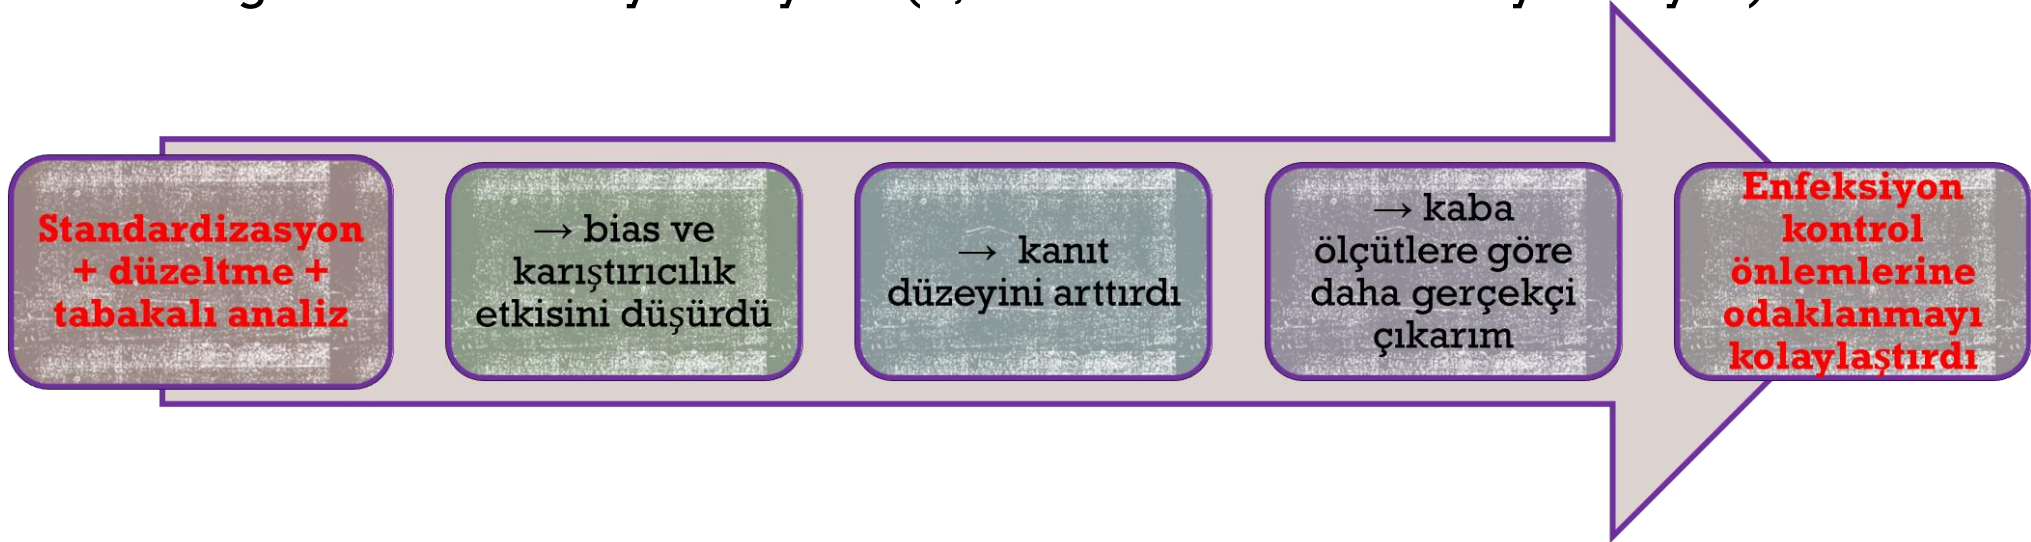 Standardizasyon
+ düzeltme +
tabakalı analiz
→ bias ve
karıştırıcılık
etkisini düşürdü
→ kanıt
düzeyini arttırdı
→ kaba
ölçütlere göre
daha gerçekçi
çıkarım
Enfeksiyon
kontrol
önlemlerine
odaklanmayı
kolaylaştırdı